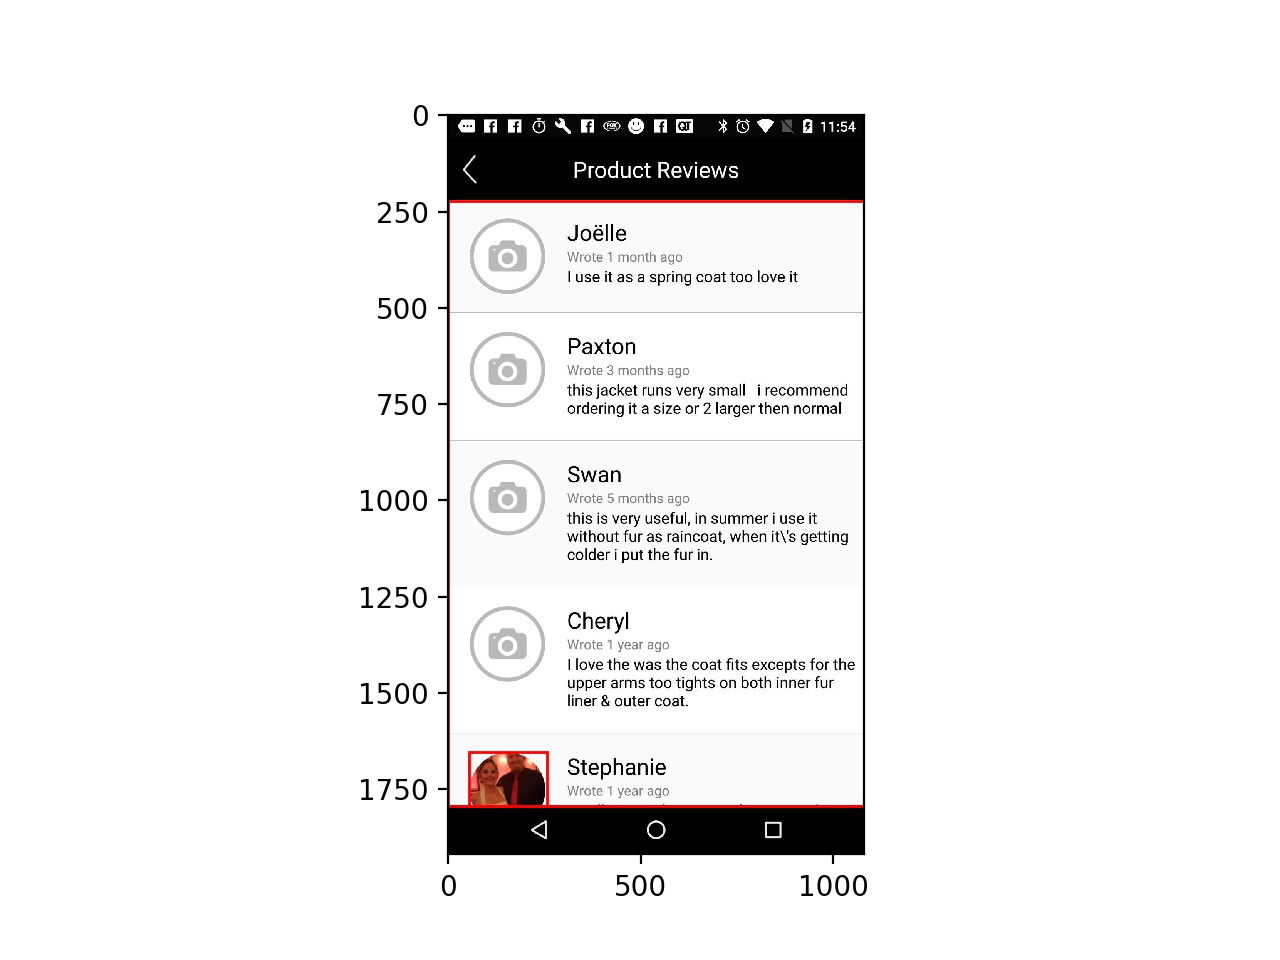 0
250
500
750
1000
1250
1500
1750
11:54
Product Reviews
Joëlle
Wrote 1 month ago
I use it as a spring coat too love it
Paxton
Wrote 3 months ago
this jacket runs very small   i recommend
ordering it a size or 2 larger then normal
Swan
Wrote 5 months ago
this is very useful, in summer i use it
without fur as raincoat, when it\'s getting
colder i put the fur in.
Cheryl
Wrote 1 year ago
I love the was the coat fits excepts for the
upper arms too tights on both inner fur
liner & outer coat.
Stephanie
Wrote 1 year ago
0 500 1000